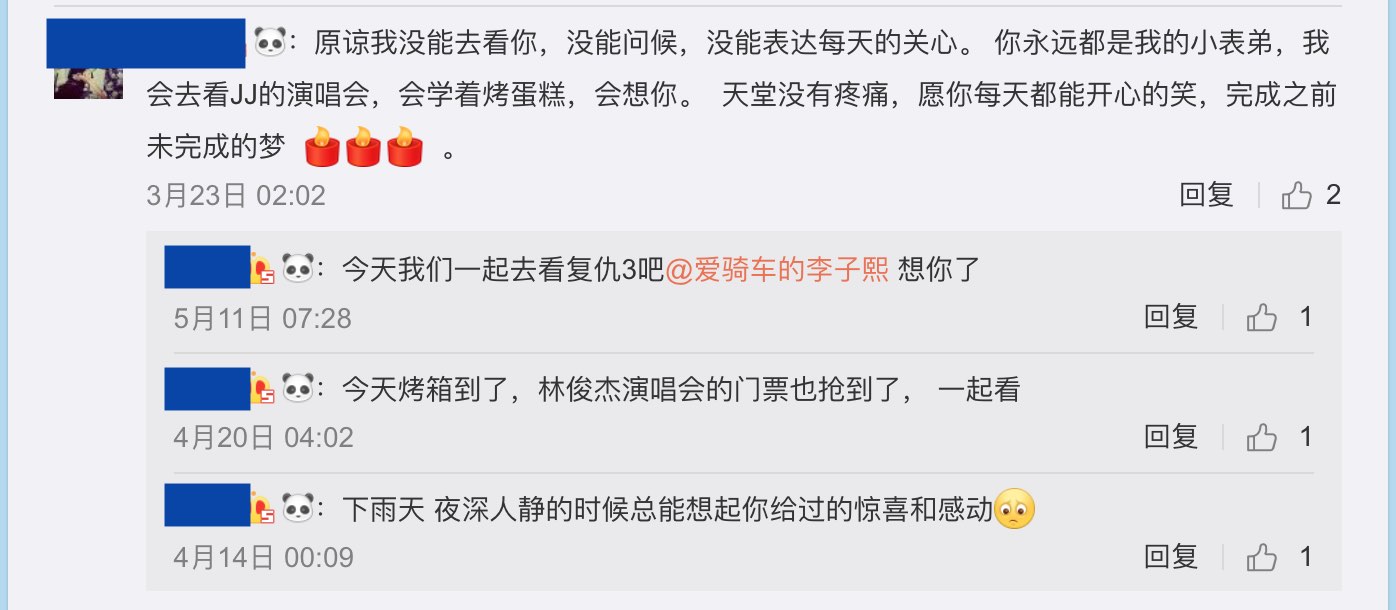 ：原谅我没能去看你，没能问候，没能表达每天的关心。 你永远都是我的小表弟，我
会去看JJ的演唱会，会学着烤蛋糕，会想你。 天堂没有疼痛，愿你每天都能开心的笑，完成之前
未完成的梦 。
3月23日 02:02 回复 2
：今天我们一起去看复仇3吧@爱骑车的李子熙 想你了
5月11日 07:28 回复 1
：今天烤箱到了，林俊杰演唱会的门票也抢到了， 一起看
4月20日 04:02 回复 1
：下雨天 夜深人静的时候总能想起你给过的惊喜和感动
4月14日 00:09 回复 1